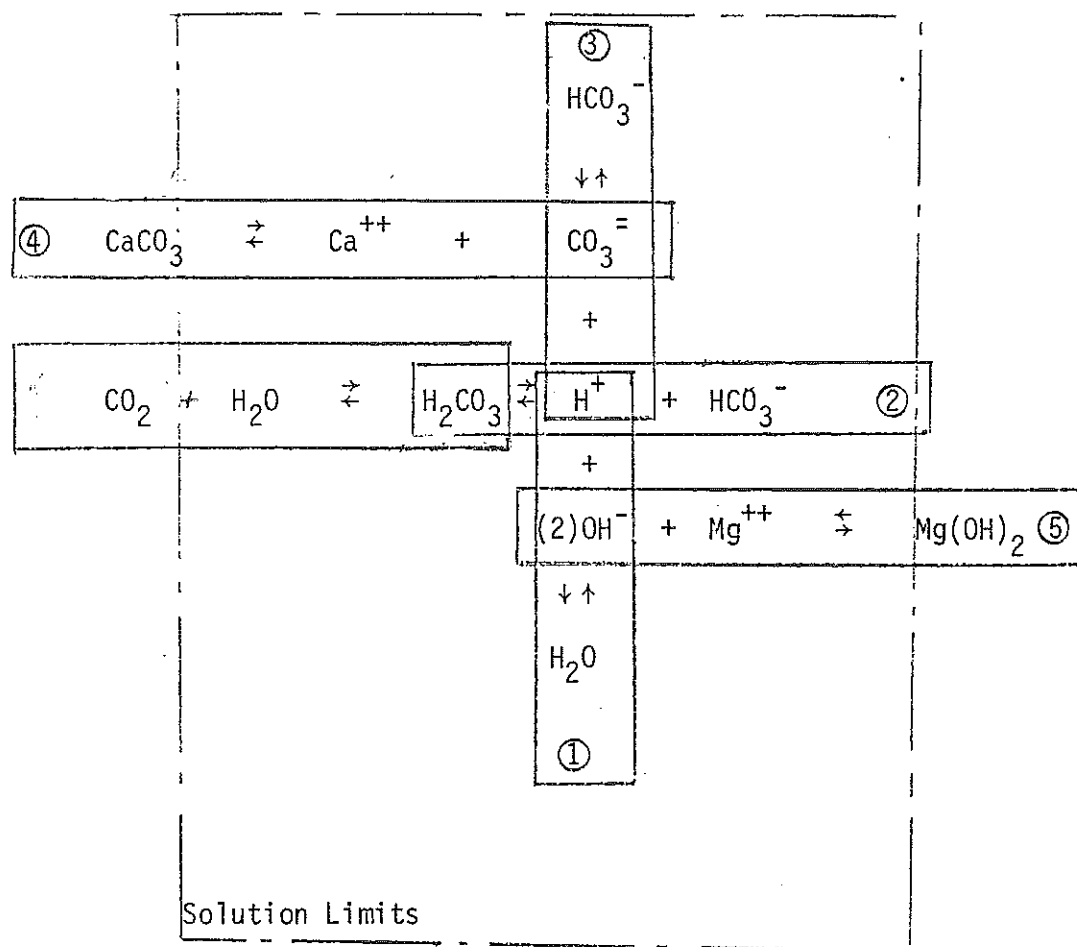 ③
HCO₃⁻
↓↑
④ CaCO₃ ⇄ Ca⁺⁺ + CO₃⁼
+
CO₂ + H₂O ⇄ H₂CO₃ ⇄ H⁺ + HCO₃⁻ ②
+
(2)OH⁻ + Mg⁺⁺ ⇄ Mg(OH)₂ ⑤
↓↑
H₂O
①
Solution Limits